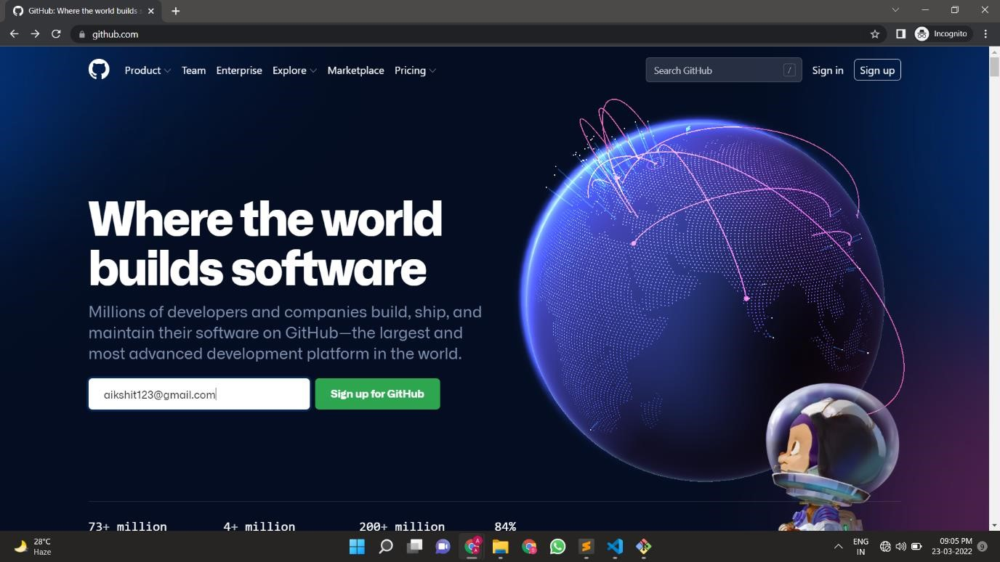 GitHub: Where the world builds s
github.com
Incognito
Product Team Enterprise Explore Marketplace Pricing
Search GitHub / Sign in Sign up
Where the world
builds software
Millions of developers and companies build, ship, and
maintain their software on GitHub—the largest and
most advanced development platform in the world.
aikshit123@gmail.com Sign up for GitHub
73+ million 4+ million 200+ million 84%
28°C
Haze
ENG
IN
09:05 PM
23-03-2022
9